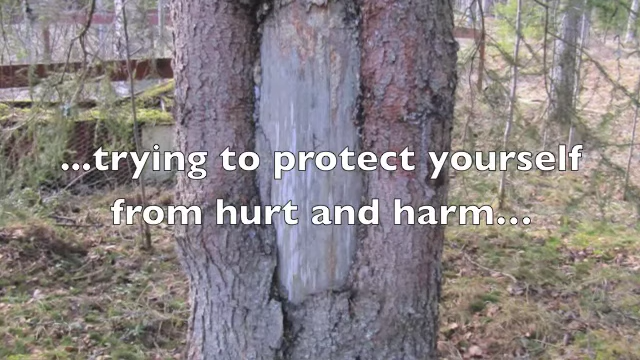 ...trying to protect yourself
from hurt and harm...